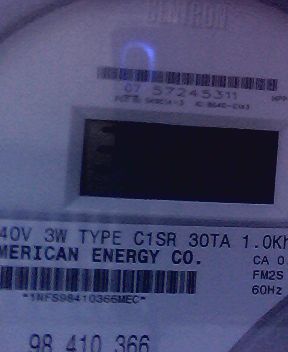 CENTRON
07 57245311
40V 3W TYPE C1SR 30TA 1.0Kh
MERICAN ENERGY CO.
CA 0
FM2S
60Hz
*1NFS98410366MEC*
98 410 366